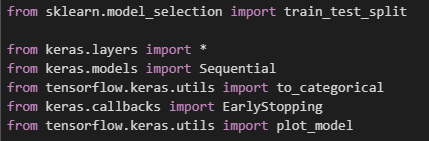 from sklearn.model_selection import train_test_split
from keras.layers import *
from keras.models import Sequential
from tensorflow.keras.utils import to_categorical
from keras.callbacks import EarlyStopping
from tensorflow.keras.utils import plot_model